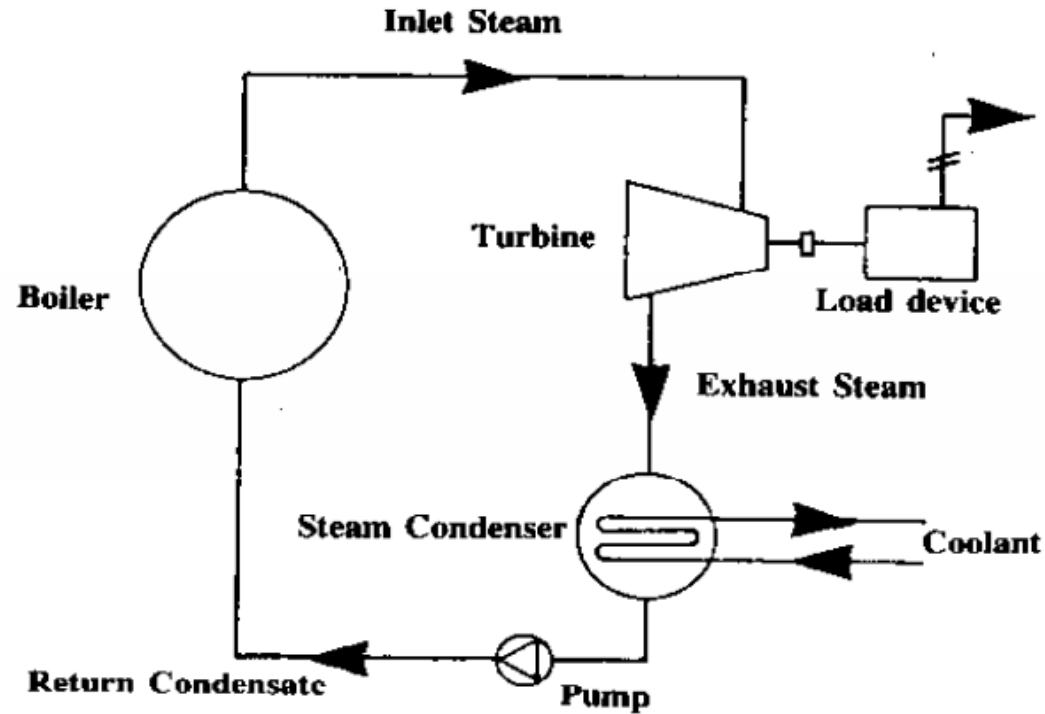 Inlet Steam
Turbine
Boiler
Load device
Exhaust Steam
Steam Condenser
Coolant
Return Condensate
Pump